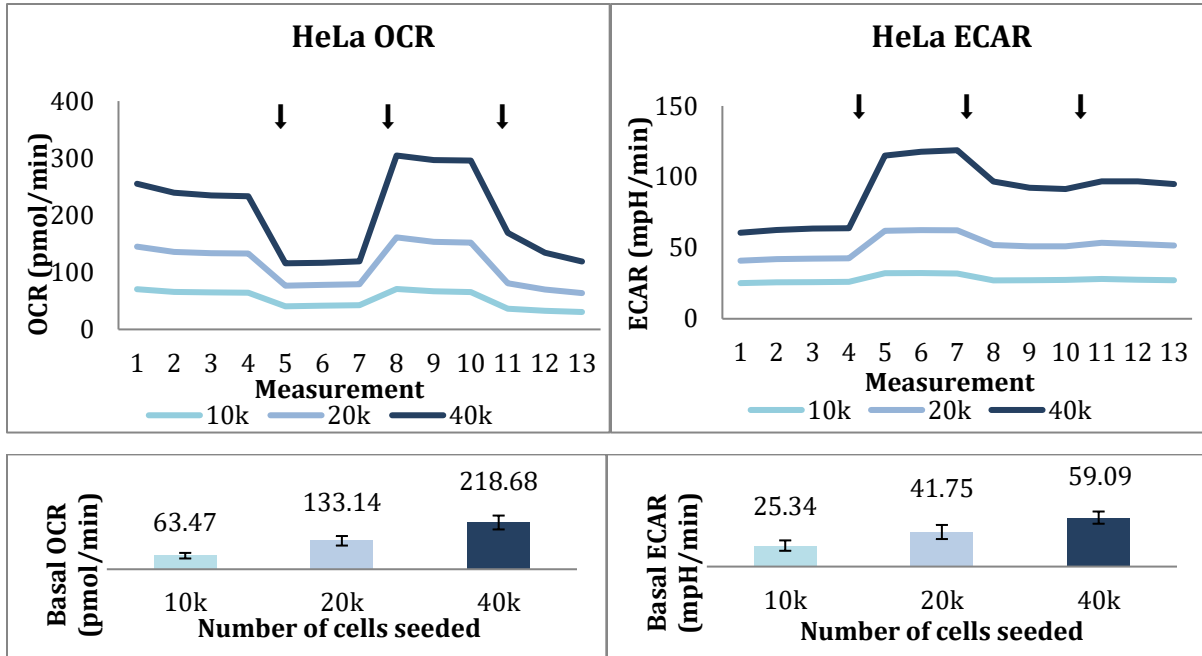 HeLa OCR
OCR (pmol/min)
400
300
200
100
0
1 2 3 4 5 6 7 8 9 10 11 12 13
Measurement
10k 20k 40k
HeLa ECAR
ECAR (mpH/min)
150
100
50
0
1 2 3 4 5 6 7 8 9 10 11 12 13
Measurement
10k 20k 40k
Basal OCR
(pmol/min)
63.47
133.14
218.68
10k 20k 40k
Number of cells seeded
Basal ECAR
(mpH/min)
25.34
41.75
59.09
10k 20k 40k
Number of cells seeded